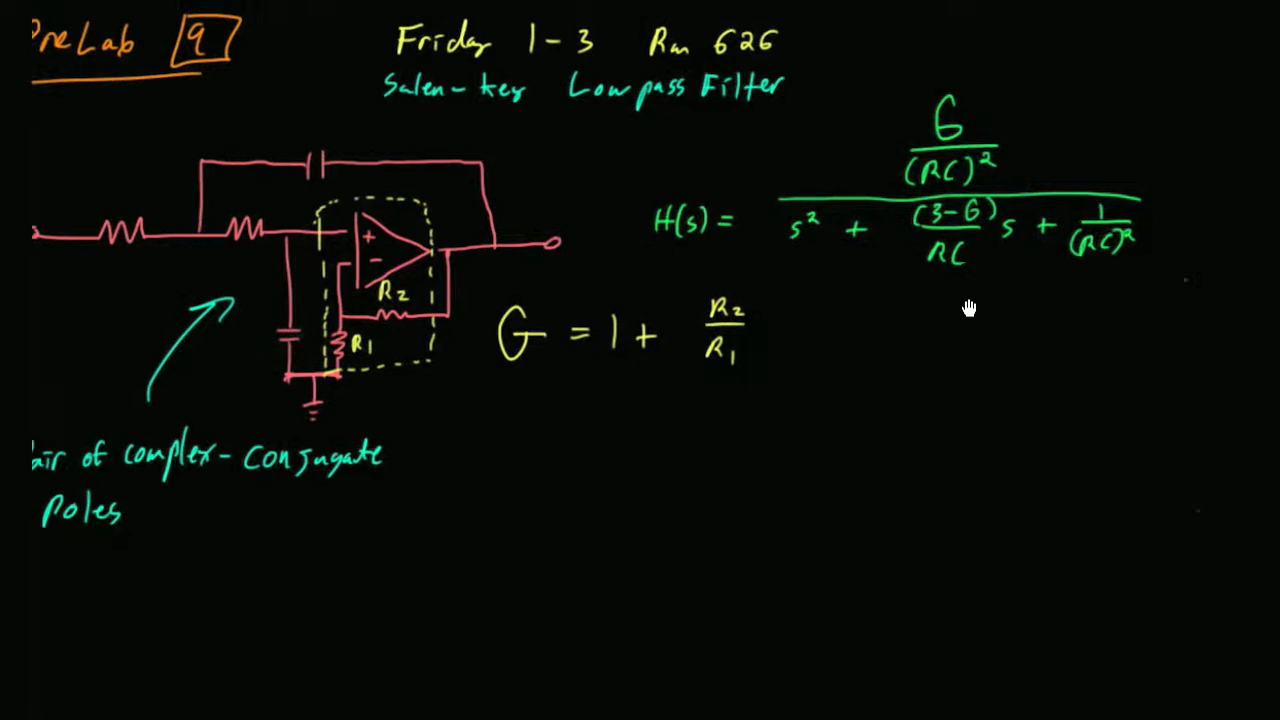 PreLab 9
Friday 1-3 Rm 626
Salen-key Lowpass Filter
G
(RC)²
H(s) =
s² + (3-G)/RC s + 1/(RC)²
+
-
R2
R1
G = 1 + R2/R1
air of complex-conjugate
poles